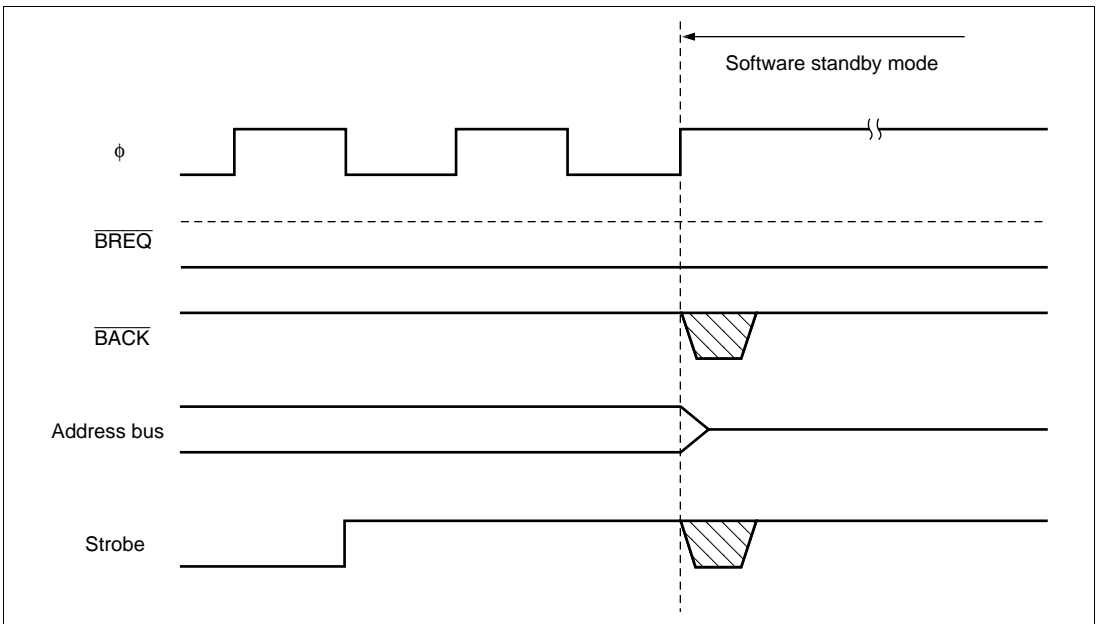 Software standby mode
ϕ
BREQ
BACK
Address bus
Strobe